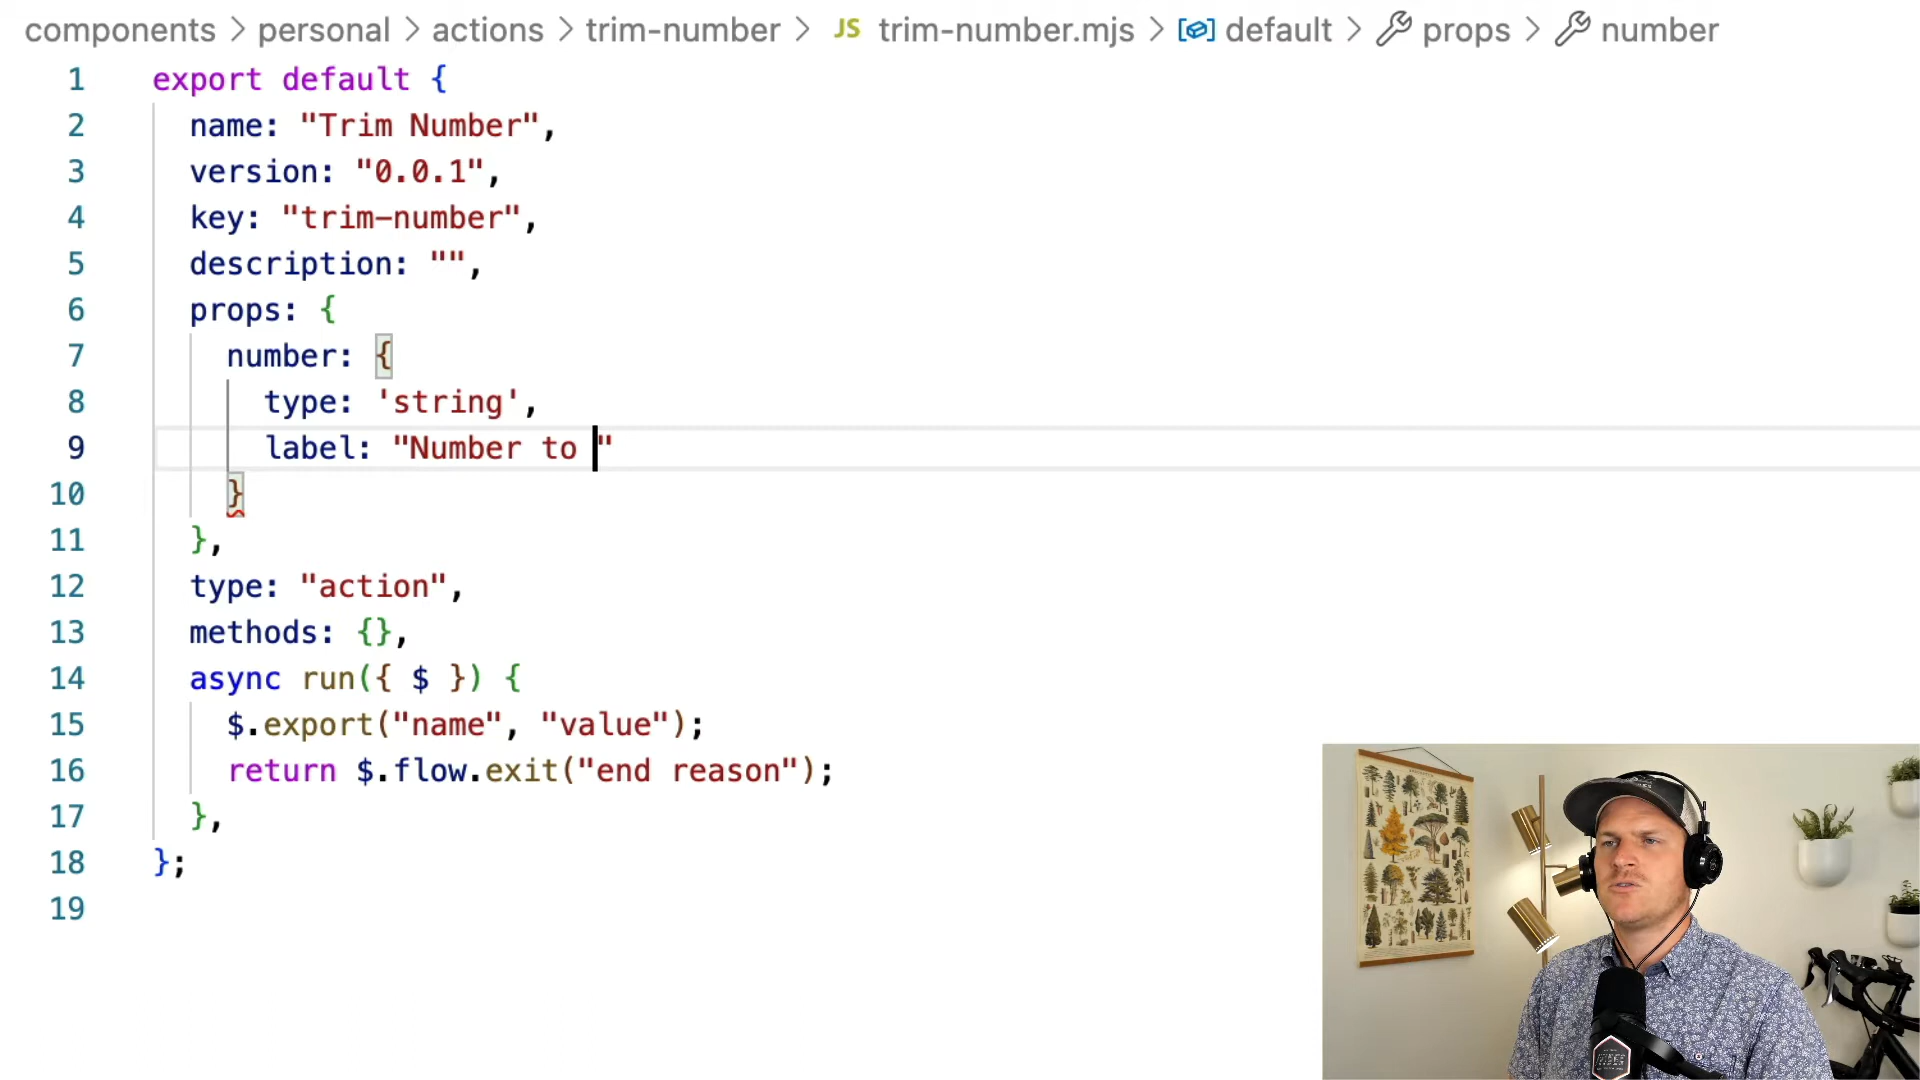 components > personal > actions > trim-number > JS trim-number.mjs > default > props > number
1 export default {
2 name: "Trim Number",
3 version: "0.0.1",
4 key: "trim-number",
5 description: "",
6 props: {
7 number: {
8 type: 'string',
9 label: "Number to "
10 }
11 },
12 type: "action",
13 methods: {},
14 async run({ $ }) {
15 $.export("name", "value");
16 return $.flow.exit("end reason");
17 },
18 };
19